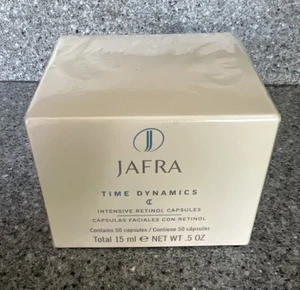 JAFRA
TIME DYNAMICS
INTENSIVE RETINOL CAPSULES
CÁPSULAS FACIALES CON RETINOL
Contains 50 capsules / Contiene 50 cápsulas
Total 15 ml ℮ NET WT .5 OZ